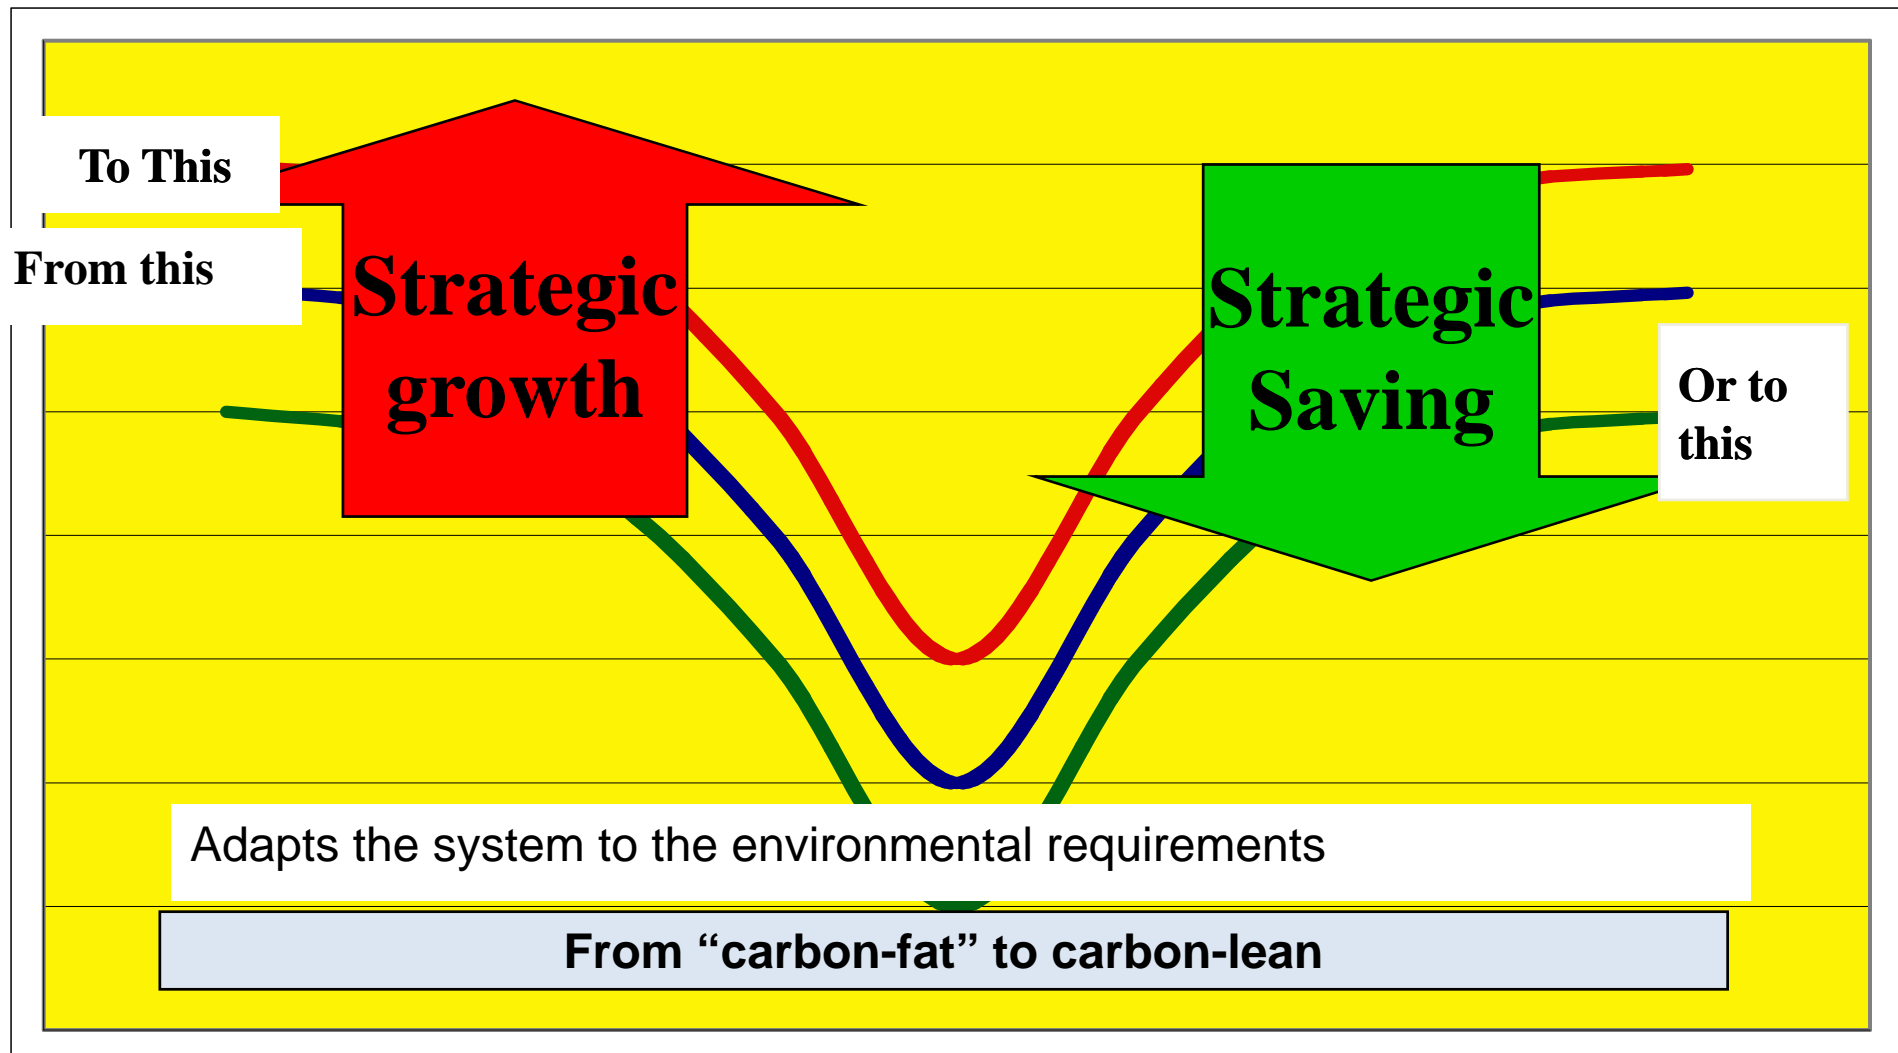 To This
From this
Strategic
growth
Strategic
Saving
Or to
this
Adapts the system to the environmental requirements
From “carbon-fat” to carbon-lean